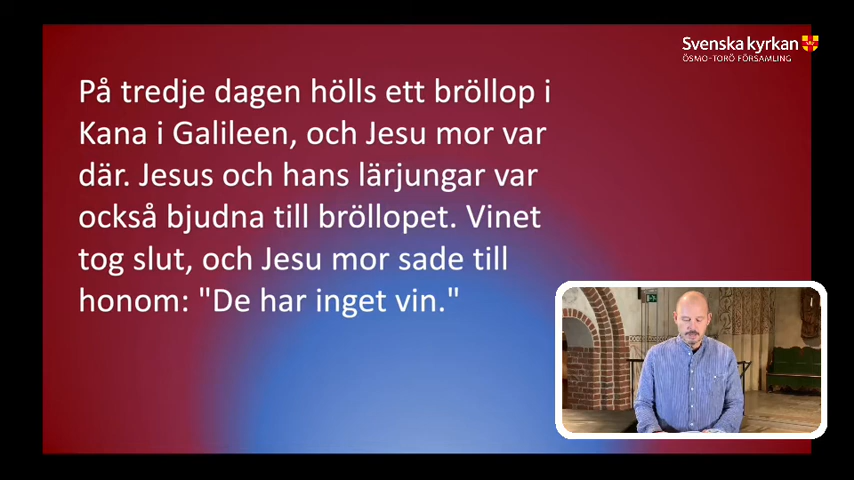 Svenska kyrkan
ÖSMO-TORÖ FÖRSAMLING
På tredje dagen hölls ett bröllop i
Kana i Galileen, och Jesu mor var
där. Jesus och hans lärjungar var
också bjudna till bröllopet. Vinet
tog slut, och Jesu mor sade till
honom: "De har inget vin."